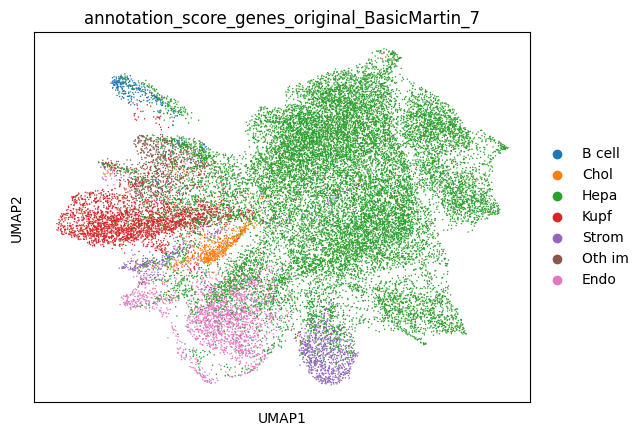 annotation_score_genes_original_BasicMartin_7
UMAP2
B cell
Chol
Hepa
Kupf
Strom
Oth im
Endo
UMAP1